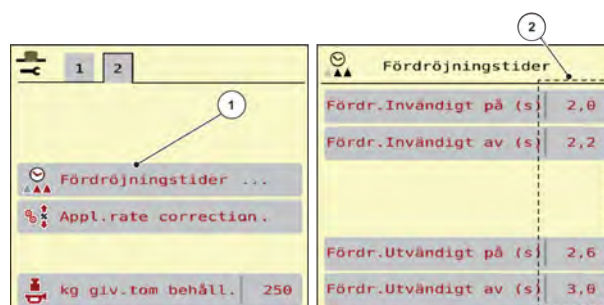 2
1 2
1
Fördröjningstider ...
Appl.rate correction.
kg giv.tom behåll. 250
Fördröjningstider
Fördr.Invändigt på (s) 2,0
Fördr.Invändigt av (s) 2,2
Fördr.Utvändigt på (s) 2,6
Fördr.Utvändigt av (s) 3,0